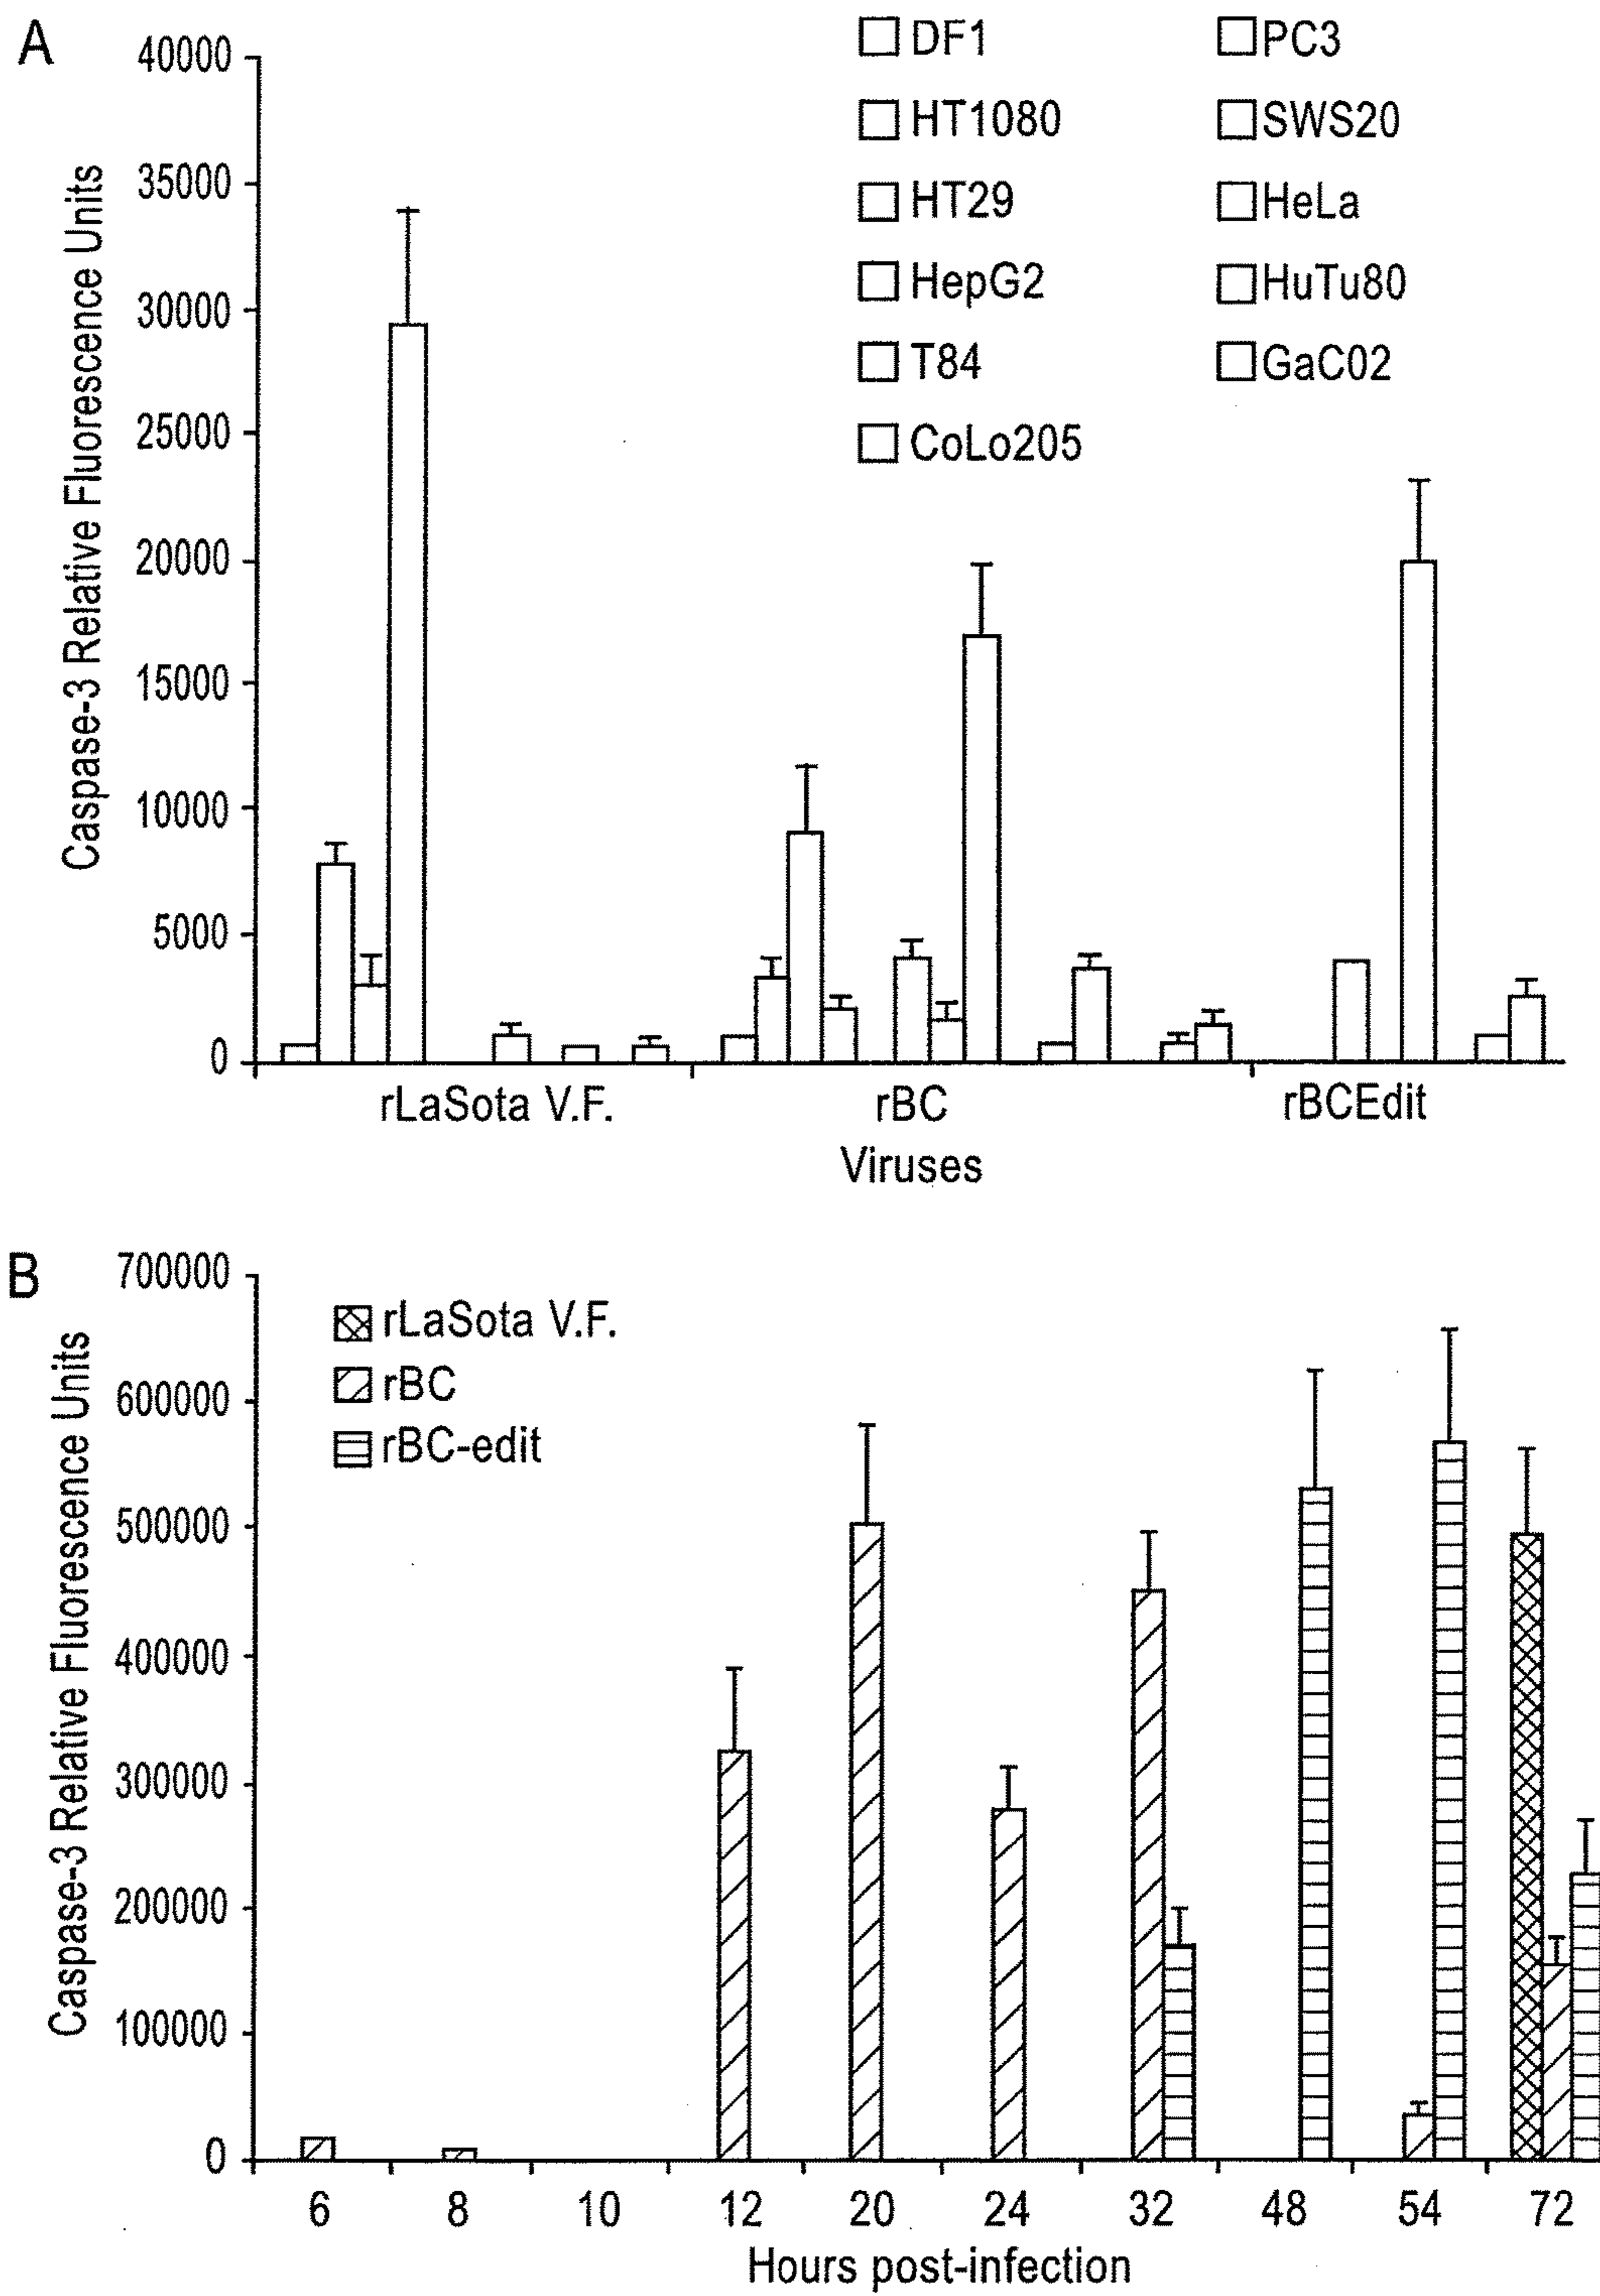 A
40000
35000
30000
25000
20000
15000
10000
5000
0
Caspase-3 Relative Fluorescence Units
DF1
HT1080
HT29
HepG2
T84
CoLo205
PC3
SWS20
HeLa
HuTu80
GaC02
rLaSota V.F.
rBC
rBCEdit
Viruses
B
700000
600000
500000
400000
300000
200000
100000
0
Caspase-3 Relative Fluorescence Units
rLaSota V.F.
rBC
rBC-edit
6 8 10 12 20 24 32 48 54 72
Hours post-infection